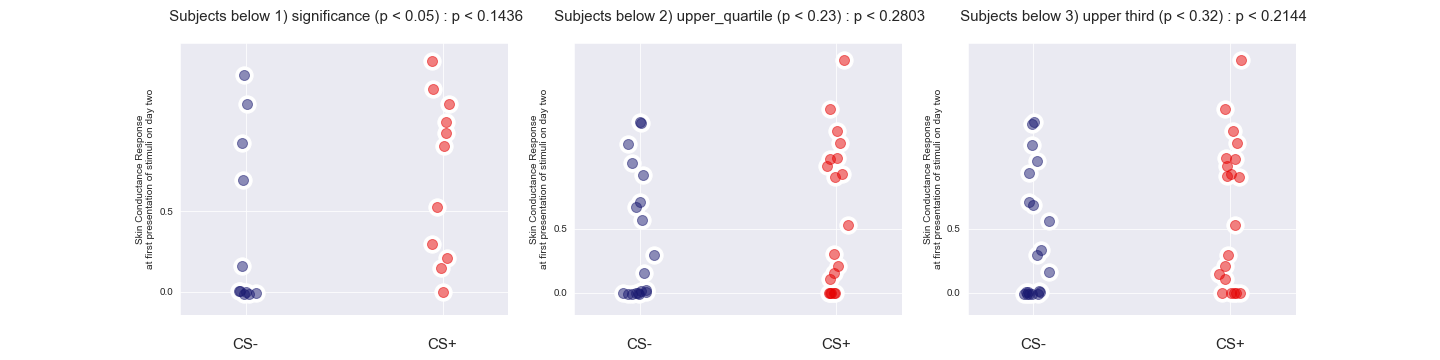 Subjects below 1) significance (p < 0.05) : p < 0.1436
Skin Conductance Response
at first presentation of stimuli on day two
0.5
0.0
CS-
CS+
Subjects below 2) upper_quartile (p < 0.23) : p < 0.2803
Skin Conductance Response
at first presentation of stimuli on day two
0.5
0.0
CS-
CS+
Subjects below 3) upper third (p < 0.32) : p < 0.2144
Skin Conductance Response
at first presentation of stimuli on day two
0.5
0.0
CS-
CS+